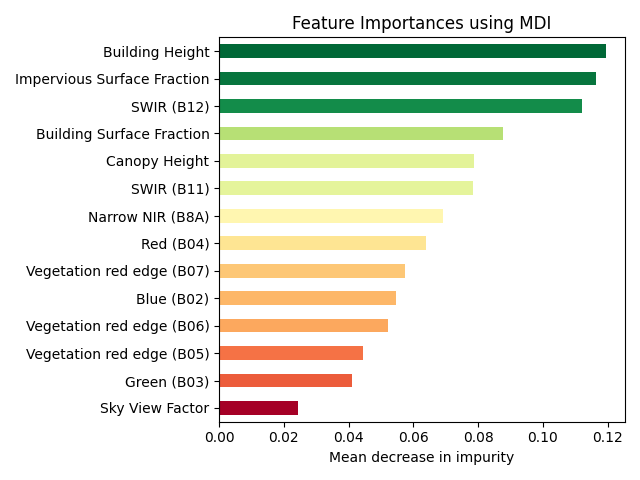 Feature Importances using MDI
Building Height
Impervious Surface Fraction
SWIR (B12)
Building Surface Fraction
Canopy Height
SWIR (B11)
Narrow NIR (B8A)
Red (B04)
Vegetation red edge (B07)
Blue (B02)
Vegetation red edge (B06)
Vegetation red edge (B05)
Green (B03)
Sky View Factor
0.00 0.02 0.04 0.06 0.08 0.10 0.12
Mean decrease in impurity